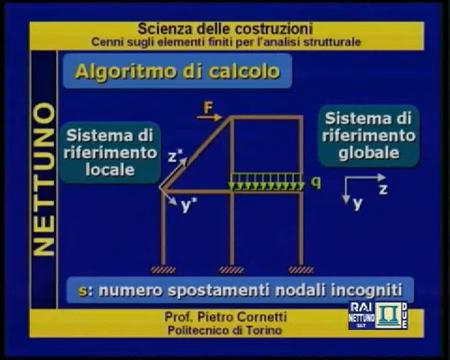 Scienza delle costruzioni
Cenni sugli elementi finiti per l'analisi strutturale
NETTUNO
Algoritmo di calcolo
F
Sistema di
riferimento
locale
z*
y*
q
Sistema di
riferimento
globale
z
y
s: numero spostamenti nodali incogniti
RAI
NETTUNO
SAT
DUE
Prof. Pietro Cornetti
Politecnico di Torino